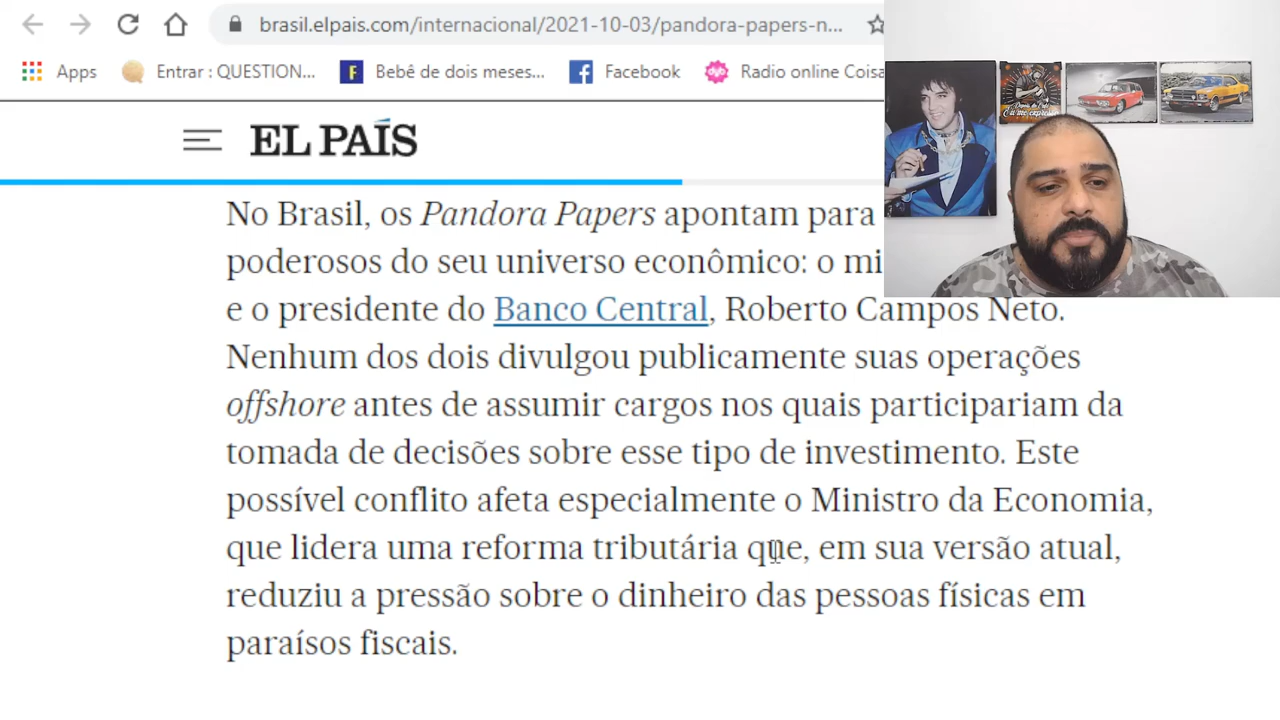 brasil.elpais.com/internacional/2021-10-03/pandora-papers-n...
Apps Entrar : QUESTION... Bebê de dois meses... Facebook Radio online Coisa
EL PAÍS
No Brasil, os Pandora Papers apontam para
poderosos do seu universo econômico: o mi
e o presidente do Banco Central, Roberto Campos Neto.
Nenhum dos dois divulgou publicamente suas operações
offshore antes de assumir cargos nos quais participariam da
tomada de decisões sobre esse tipo de investimento. Este
possível conflito afeta especialmente o Ministro da Economia,
que lidera uma reforma tributária que, em sua versão atual,
reduziu a pressão sobre o dinheiro das pessoas físicas em
paraísos fiscais.